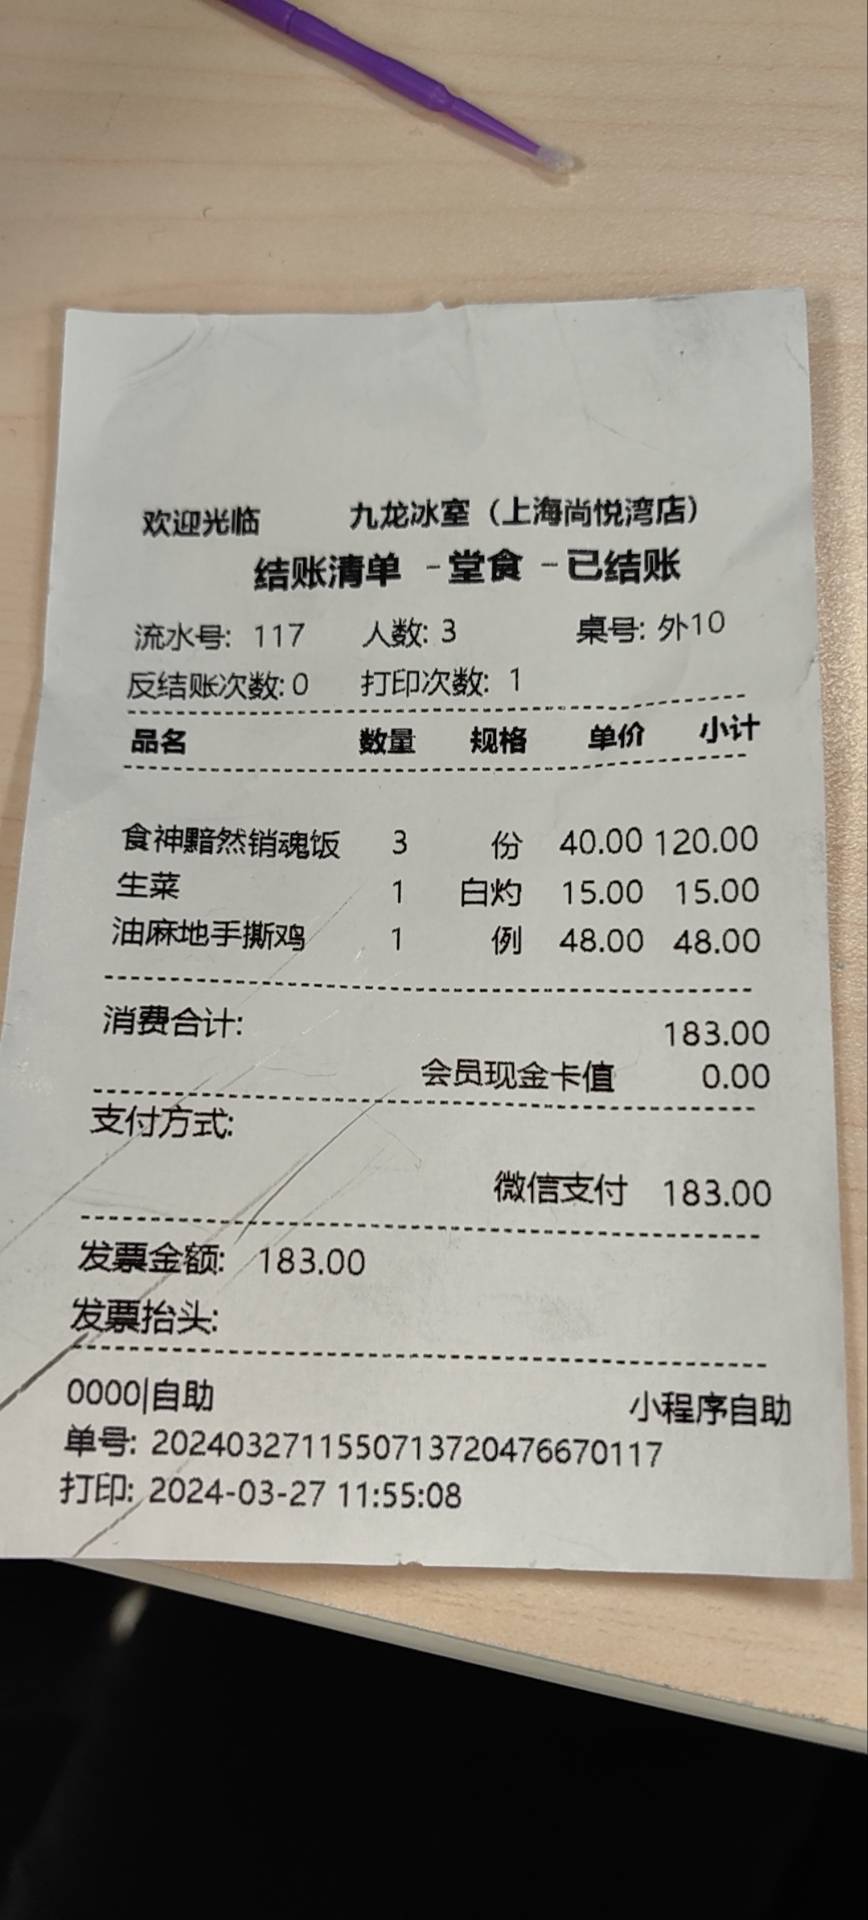 欢迎光临 九龙冰室（上海尚悦湾店）
结账清单 -堂食 -已结账
流水号: 117 人数: 3 桌号: 外10
反结账次数: 0 打印次数: 1
品名 数量 规格 单价 小计
食神黯然销魂饭 3 份 40.00 120.00
生菜 1 白灼 15.00 15.00
油麻地手撕鸡 1 例 48.00 48.00
消费合计: 183.00
会员现金卡值 0.00
支付方式:
微信支付 183.00
发票金额: 183.00
发票抬头:
0000|自助 小程序自助
单号: 2024032711550713720476670117
打印: 2024-03-27 11:55:08